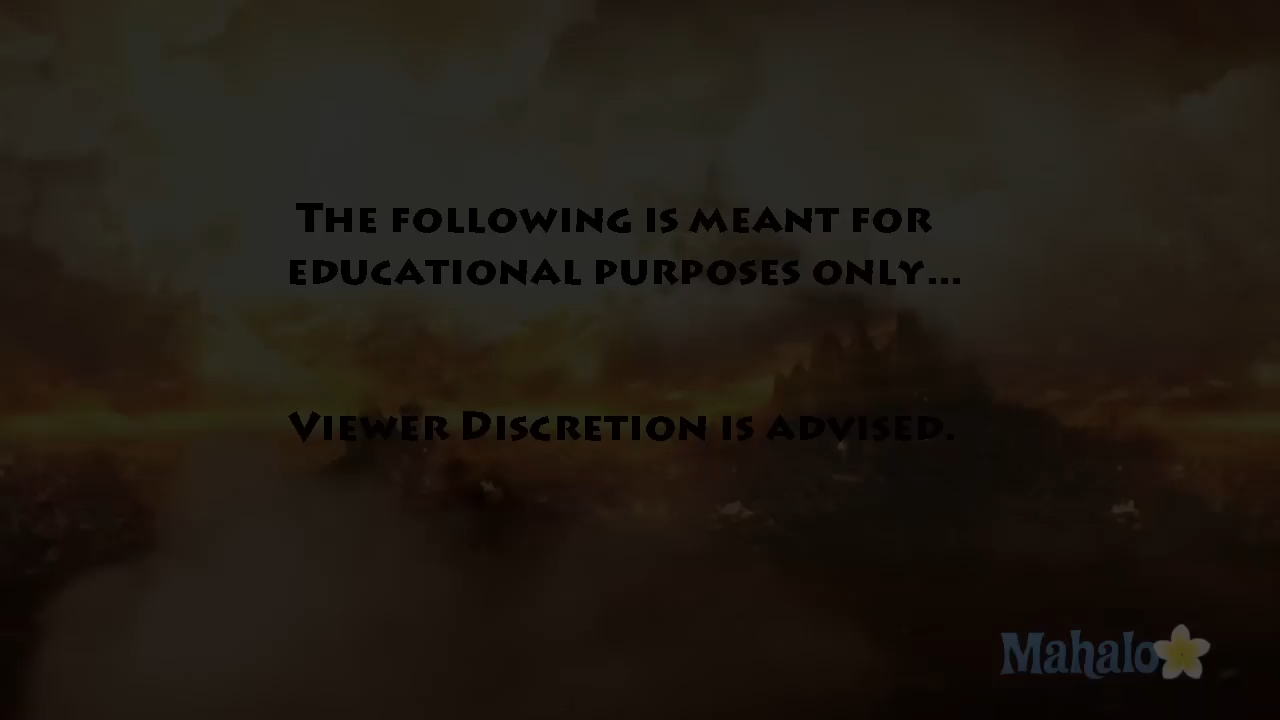 The following is meant for
educational purposes only...
Viewer Discretion is advised.
Mahalo